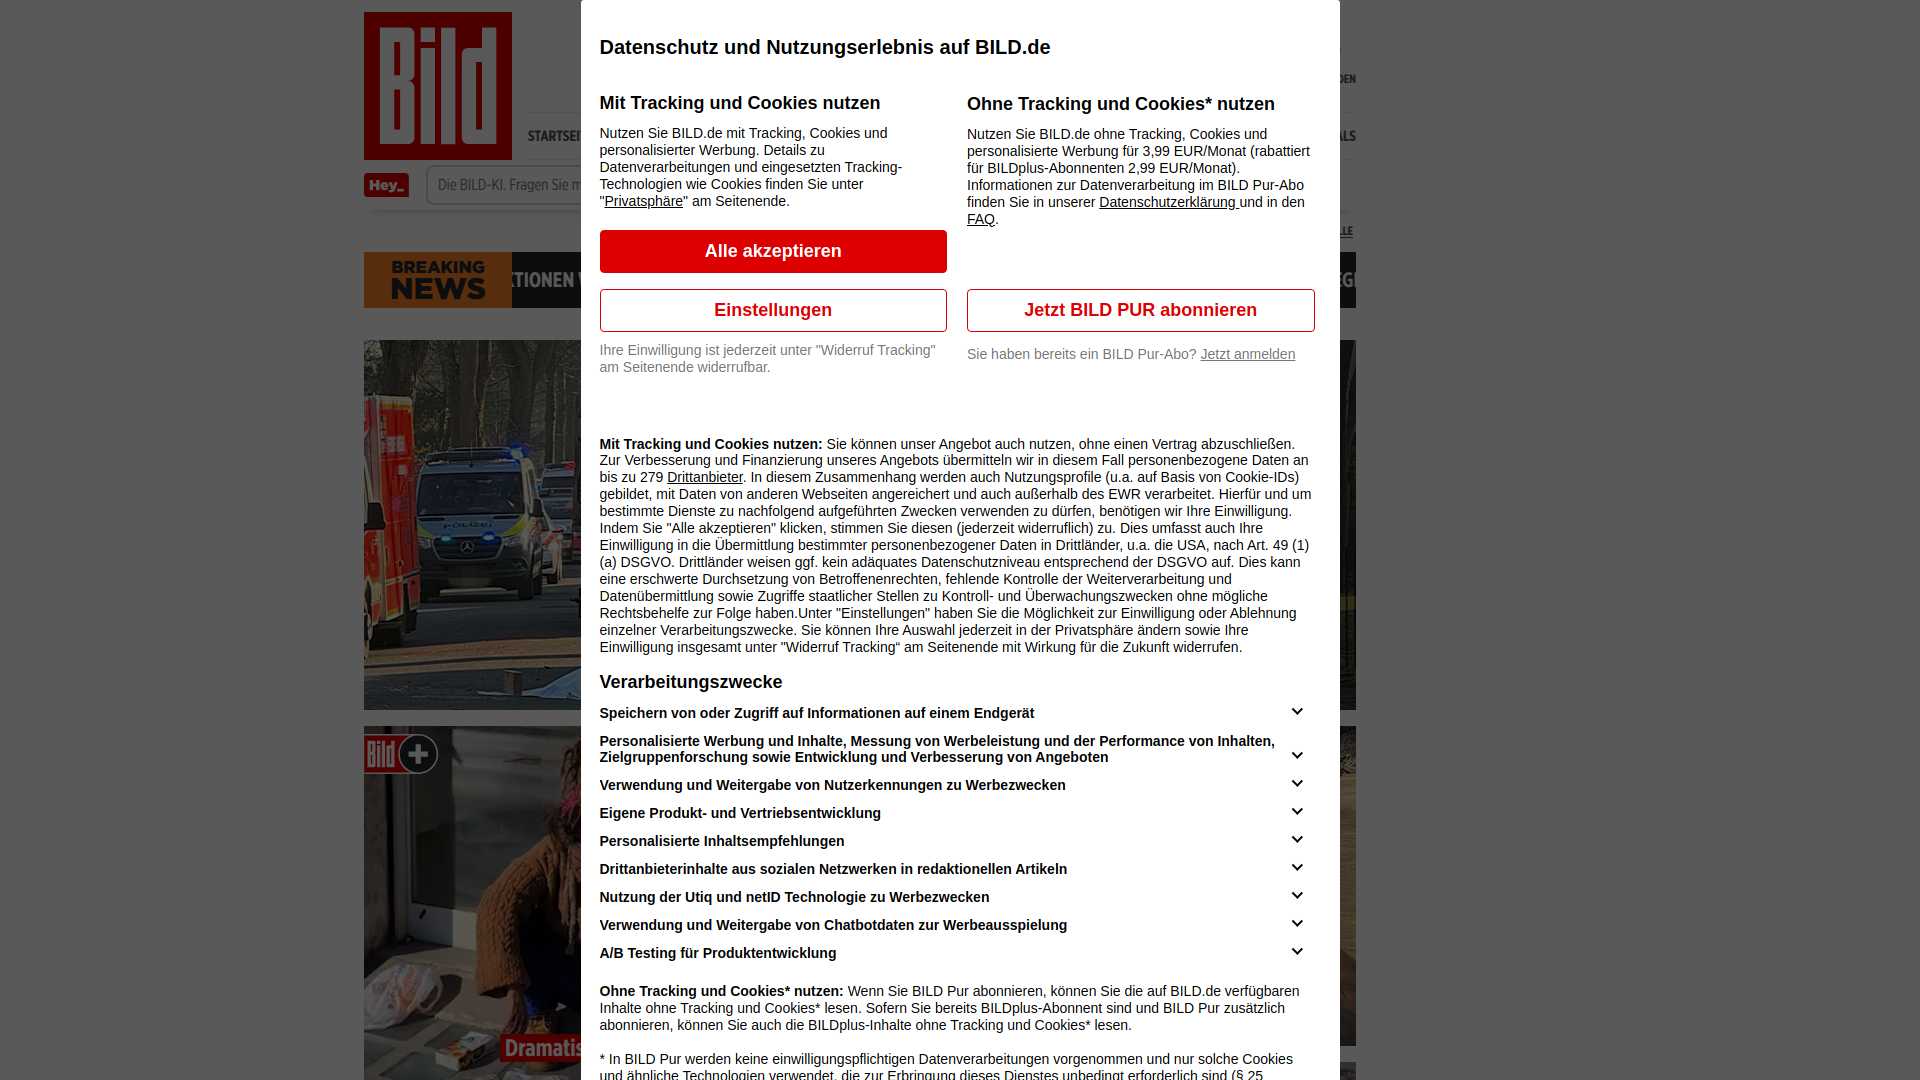 Bild
DEN
STARTSEI
ALS
Hey_
Die BILD-KI. Fragen Sie m
LLE
BREAKING
NEWS
KTIONEN
EGI
POLIZEI
Bild
Dramatis
Datenschutz und Nutzungserlebnis auf BILD.de
Mit Tracking und Cookies nutzen
Nutzen Sie BILD.de mit Tracking, Cookies und
personalisierter Werbung. Details zu
Datenverarbeitungen und eingesetzten Tracking-
Technologien wie Cookies finden Sie unter
"Privatsphäre" am Seitenende.
Alle akzeptieren
Einstellungen
Ihre Einwilligung ist jederzeit unter "Widerruf Tracking"
am Seitenende widerrufbar.
Ohne Tracking und Cookies* nutzen
Nutzen Sie BILD.de ohne Tracking, Cookies und
personalisierte Werbung für 3,99 EUR/Monat (rabattiert
für BILDplus-Abonnenten 2,99 EUR/Monat).
Informationen zur Datenverarbeitung im BILD Pur-Abo
finden Sie in unserer Datenschutzerklärung und in den
FAQ.
Jetzt BILD PUR abonnieren
Sie haben bereits ein BILD Pur-Abo? Jetzt anmelden
Mit Tracking und Cookies nutzen: Sie können unser Angebot auch nutzen, ohne einen Vertrag abzuschließen.
Zur Verbesserung und Finanzierung unseres Angebots übermitteln wir in diesem Fall personenbezogene Daten an
bis zu 279 Drittanbieter. In diesem Zusammenhang werden auch Nutzungsprofile (u.a. auf Basis von Cookie-IDs)
gebildet, mit Daten von anderen Webseiten angereichert und auch außerhalb des EWR verarbeitet. Hierfür und um
bestimmte Dienste zu nachfolgend aufgeführten Zwecken verwenden zu dürfen, benötigen wir Ihre Einwilligung.
Indem Sie "Alle akzeptieren" klicken, stimmen Sie diesen (jederzeit widerruflich) zu. Dies umfasst auch Ihre
Einwilligung in die Übermittlung bestimmter personenbezogener Daten in Drittländer, u.a. die USA, nach Art. 49 (1)
(a) DSGVO. Drittländer weisen ggf. kein adäquates Datenschutzniveau entsprechend der DSGVO auf. Dies kann
eine erschwerte Durchsetzung von Betroffenenrechten, fehlende Kontrolle der Weiterverarbeitung und
Datenübermittlung sowie Zugriffe staatlicher Stellen zu Kontroll- und Überwachungszwecken ohne mögliche
Rechtsbehelfe zur Folge haben.Unter "Einstellungen" haben Sie die Möglichkeit zur Einwilligung oder Ablehnung
einzelner Verarbeitungszwecke. Sie können Ihre Auswahl jederzeit in der Privatsphäre ändern sowie Ihre
Einwilligung insgesamt unter "Widerruf Tracking“ am Seitenende mit Wirkung für die Zukunft widerrufen.
Verarbeitungszwecke
Speichern von oder Zugriff auf Informationen auf einem Endgerät
Personalisierte Werbung und Inhalte, Messung von Werbeleistung und der Performance von Inhalten,
Zielgruppenforschung sowie Entwicklung und Verbesserung von Angeboten
Verwendung und Weitergabe von Nutzerkennungen zu Werbezwecken
Eigene Produkt- und Vertriebsentwicklung
Personalisierte Inhaltsempfehlungen
Drittanbieterinhalte aus sozialen Netzwerken in redaktionellen Artikeln
Nutzung der Utiq und netID Technologie zu Werbezwecken
Verwendung und Weitergabe von Chatbotdaten zur Werbeausspielung
A/B Testing für Produktentwicklung
Ohne Tracking und Cookies* nutzen: Wenn Sie BILD Pur abonnieren, können Sie die auf BILD.de verfügbaren
Inhalte ohne Tracking und Cookies* lesen. Sofern Sie bereits BILDplus-Abonnent sind und BILD Pur zusätzlich
abonnieren, können Sie auch die BILDplus-Inhalte ohne Tracking und Cookies* lesen.
* In BILD Pur werden keine einwilligungspflichtigen Datenverarbeitungen vorgenommen und nur solche Cookies
und ähnliche Technologien verwendet, die zur Erbringung dieses Dienstes unbedingt erforderlich sind (§ 25